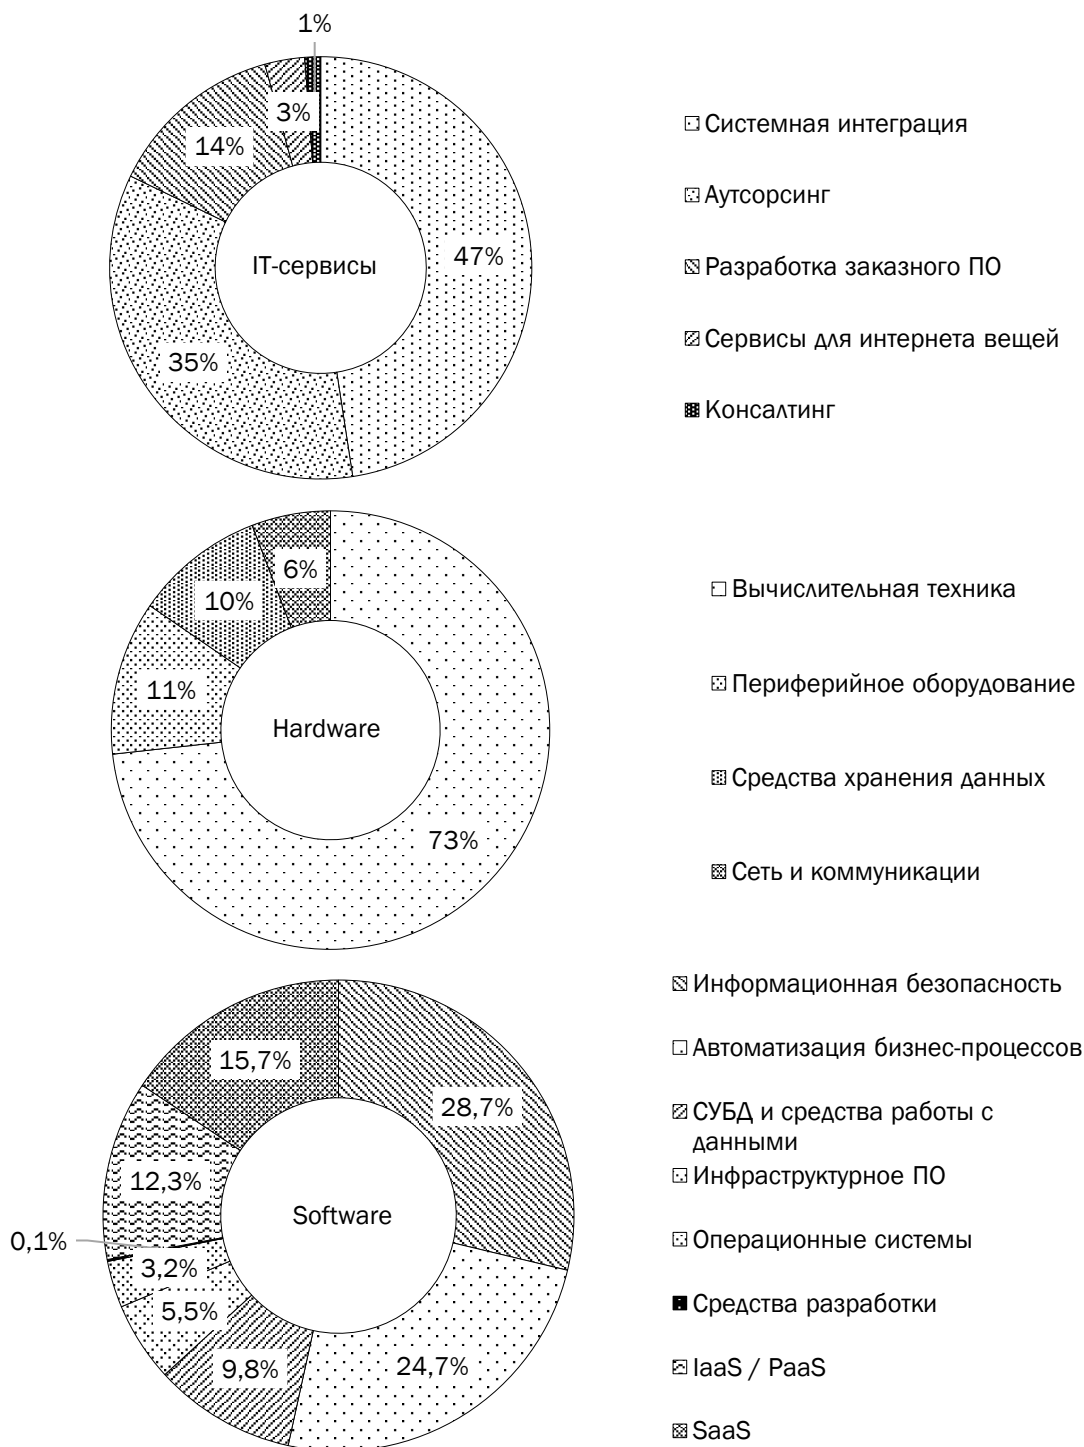 1%
3%
14%
47%
35%
IT-сервисы
Системная интеграция
Аутсорсинг
Разработка заказного ПО
Сервисы для интернета вещей
Консалтинг
6%
10%
11%
73%
Hardware
Вычислительная техника
Периферийное оборудование
Средства хранения данных
Сеть и коммуникации
15,7%
28,7%
12,3%
0,1%
3,2%
5,5%
9,8%
24,7%
Software
Информационная безопасность
Автоматизация бизнес-процессов
СУБД и средства работы с
данными
Инфраструктурное ПО
Операционные системы
Средства разработки
IaaS / PaaS
SaaS